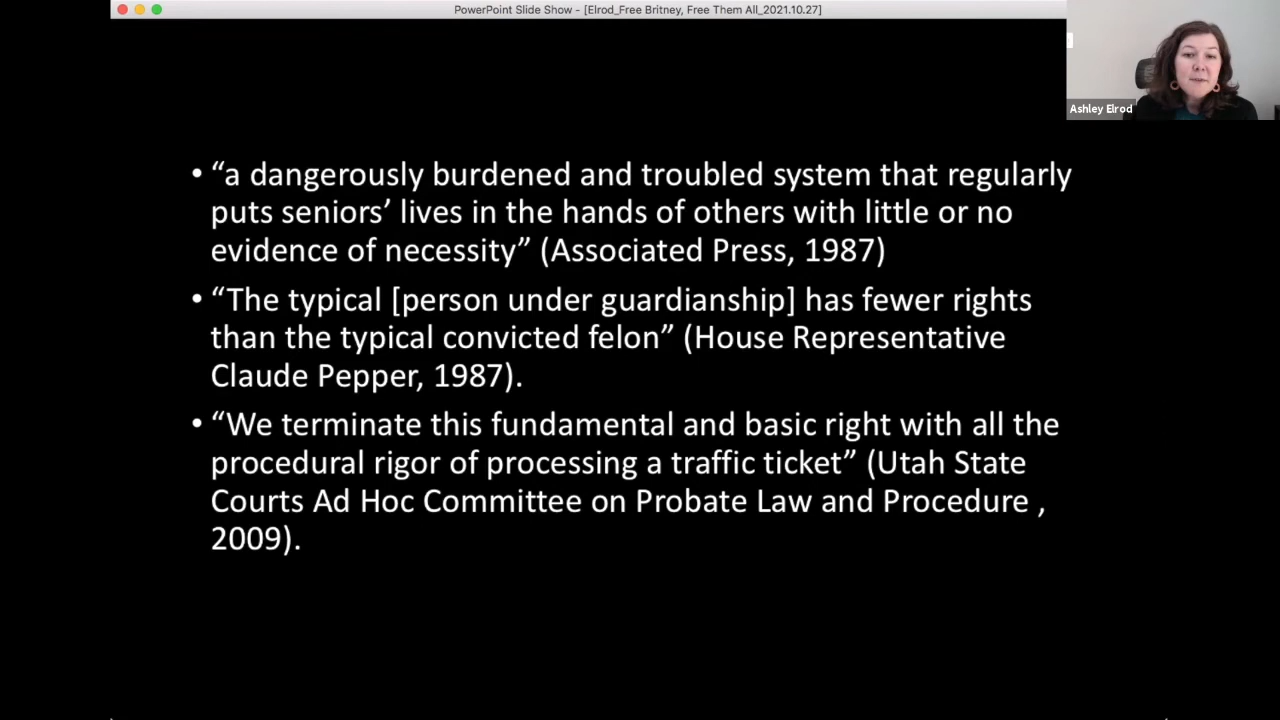 PowerPoint Slide Show - [Elrod_Free Britney, Free Them All_2021.10.27]
Ashley Elrod
• “a dangerously burdened and troubled system that regularly
puts seniors’ lives in the hands of others with little or no
evidence of necessity” (Associated Press, 1987)
• “The typical [person under guardianship] has fewer rights
than the typical convicted felon” (House Representative
Claude Pepper, 1987).
• “We terminate this fundamental and basic right with all the
procedural rigor of processing a traffic ticket” (Utah State
Courts Ad Hoc Committee on Probate Law and Procedure ,
2009).